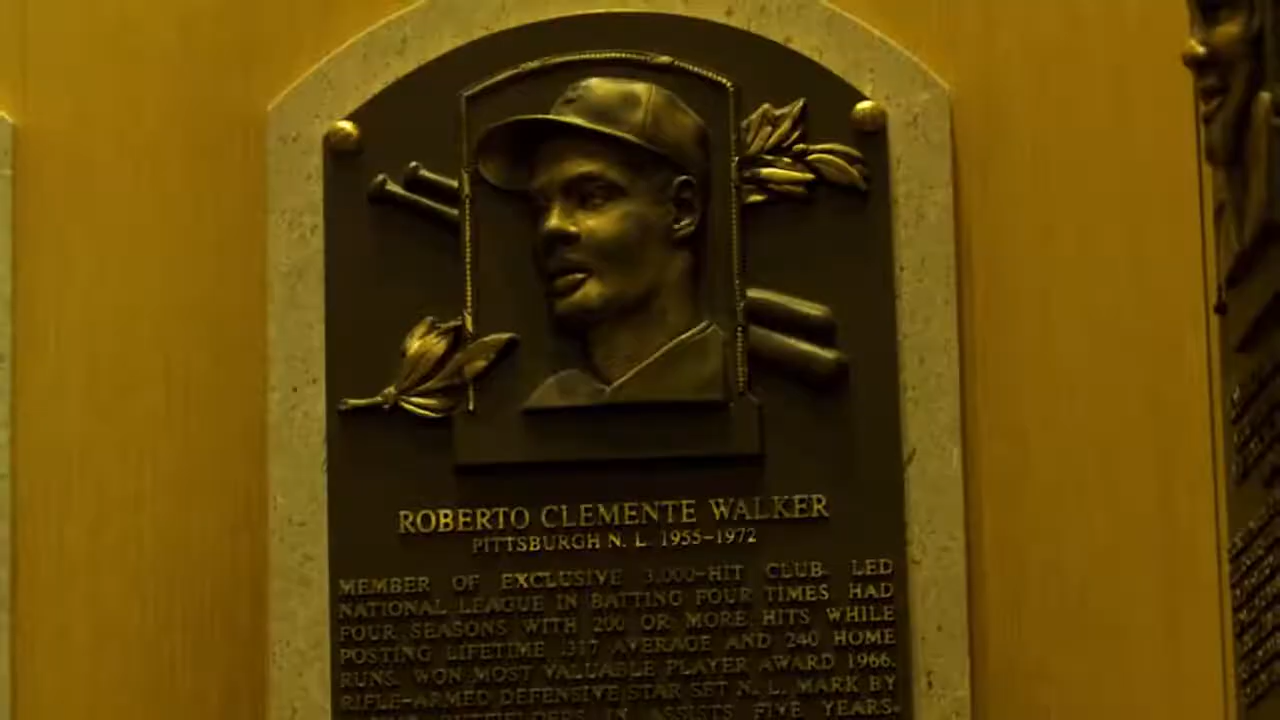 ROBERTO CLEMENTE WALKER
PITTSBURGH N. L. 1955–1972
MEMBER OF EXCLUSIVE 3,000-HIT CLUB. LED
NATIONAL LEAGUE IN BATTING FOUR TIMES. HAD
FOUR SEASONS WITH 200 OR MORE HITS WHILE
POSTING LIFETIME .317 AVERAGE AND 240 HOME
RUNS. WON MOST VALUABLE PLAYER AWARD 1966.
RIFLE-ARMED DEFENSIVE STAR SET N. L. MARK BY
OUTFIELDERS IN ASSISTS FIVE YEARS.